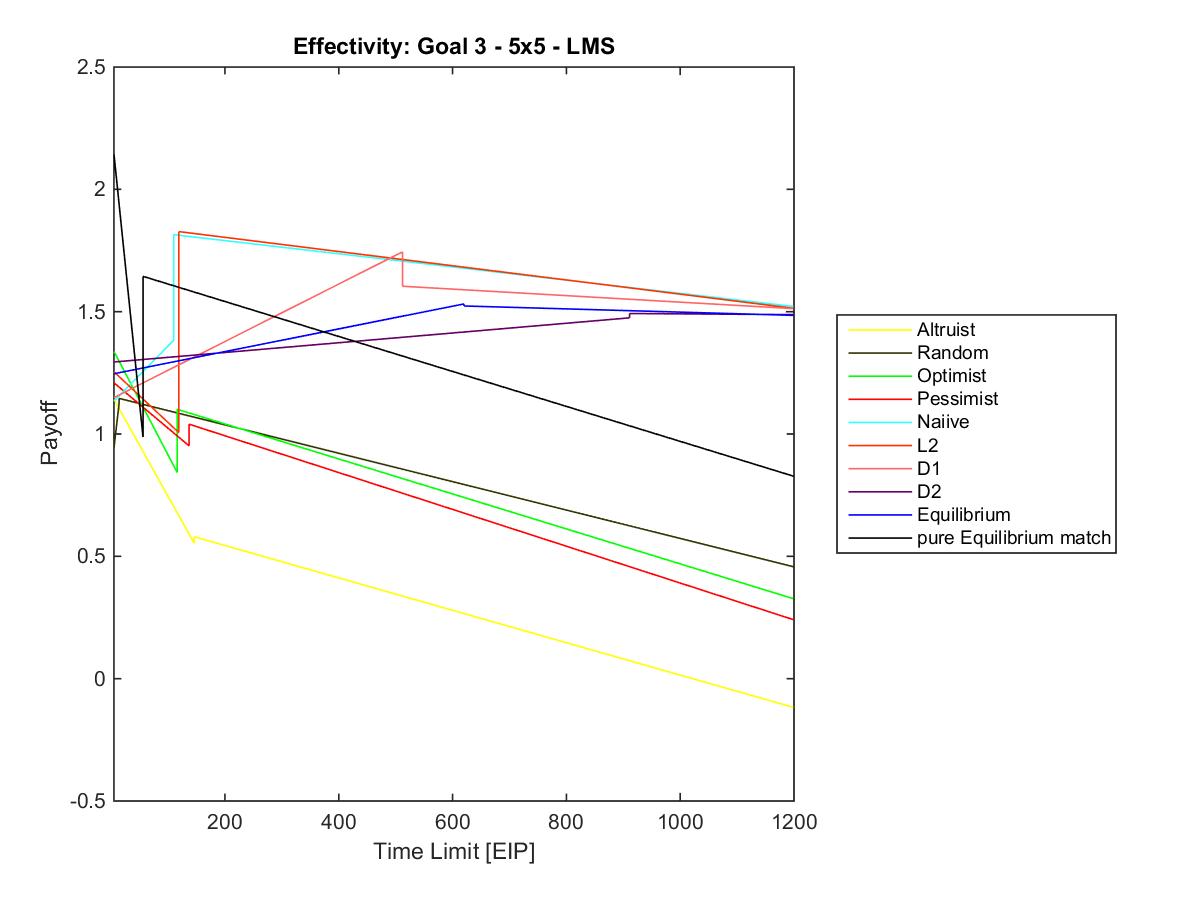 Effectivity: Goal 3 - 5x5 - LMS
2.5
2
1.5
1
0.5
0
-0.5
Payoff
200 400 600 800 1000 1200
Time Limit [EIP]
Altruist
Random
Optimist
Pessimist
Naiive
L2
D1
D2
Equilibrium
pure Equilibrium match